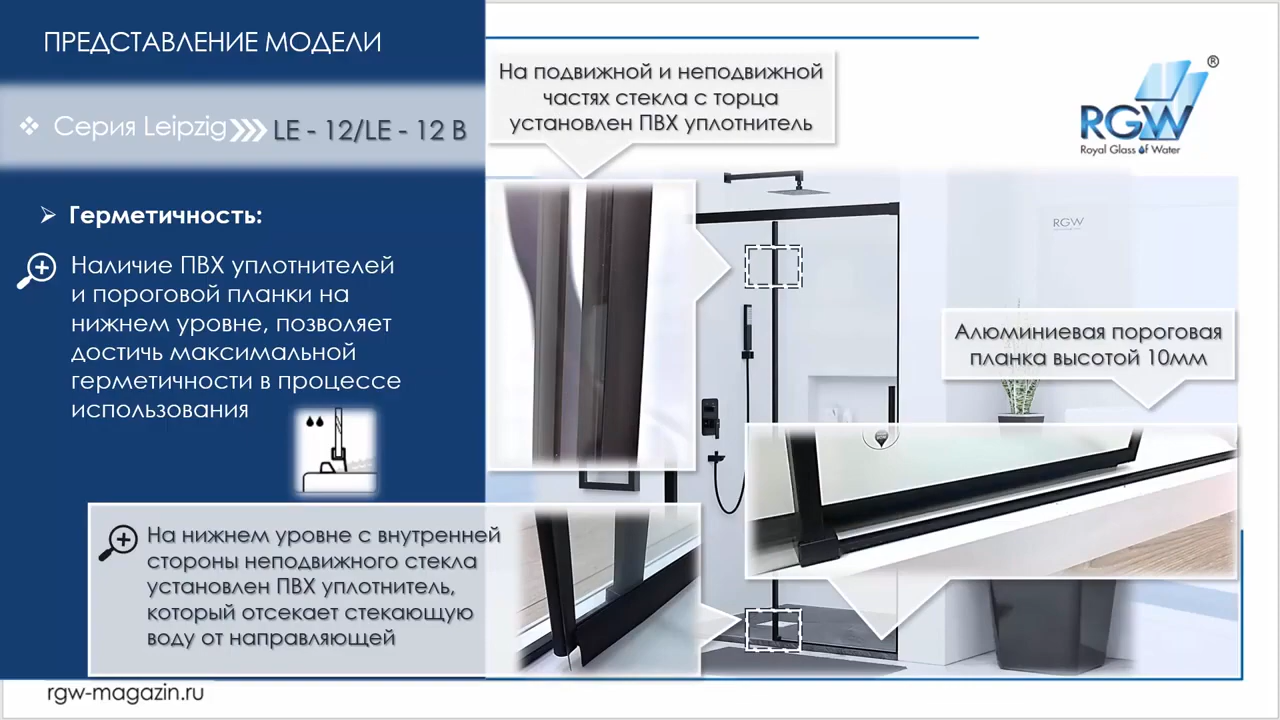 ПРЕДСТАВЛЕНИЕ МОДЕЛИ
Серия Leipzig
LE - 12/LE - 12 B
Герметичность:
Наличие ПВХ уплотнителей
и пороговой планки на
нижнем уровне, позволяет
достичь максимальной
герметичности в процессе
использования
На нижнем уровне с внутренней
стороны неподвижного стекла
установлен ПВХ уплотнитель,
который отсекает стекающую
воду от направляющей
На подвижной и неподвижной
частях стекла с торца
установлен ПВХ уплотнитель
RGW®
Royal Glass of Water
RGW
Алюминиевая пороговая
планка высотой 10мм
rgw-magazin.ru